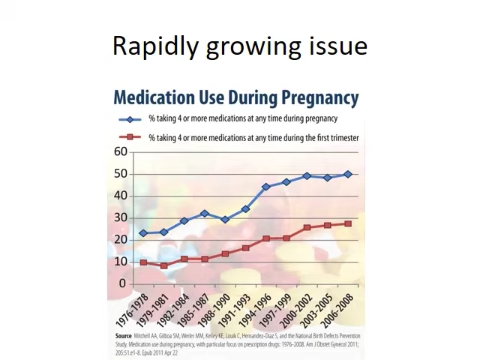 Rapidly growing issue
Medication Use During Pregnancy
% taking 4 or more medications at any time during pregnancy
% taking 4 or more medications at any time during the first trimester
60
50
40
30
20
10
0
1976-1978
1979-1981
1982-1984
1985-1987
1988-1990
1991-1993
1994-1996
1997-1999
2000-2002
2003-2005
2006-2008
Source Mitchell AA, Gilboa SM, Werler MM, Kelley KE, Louik C, Hernandez-Diaz S, and the National Birth Defects Prevention
Study. Medication use during pregnancy, with particular focus on prescription drugs: 1976-2008. Am J Obstet Gynecol 2011;
205:51.e1-8. Epub 2011 Apr 22